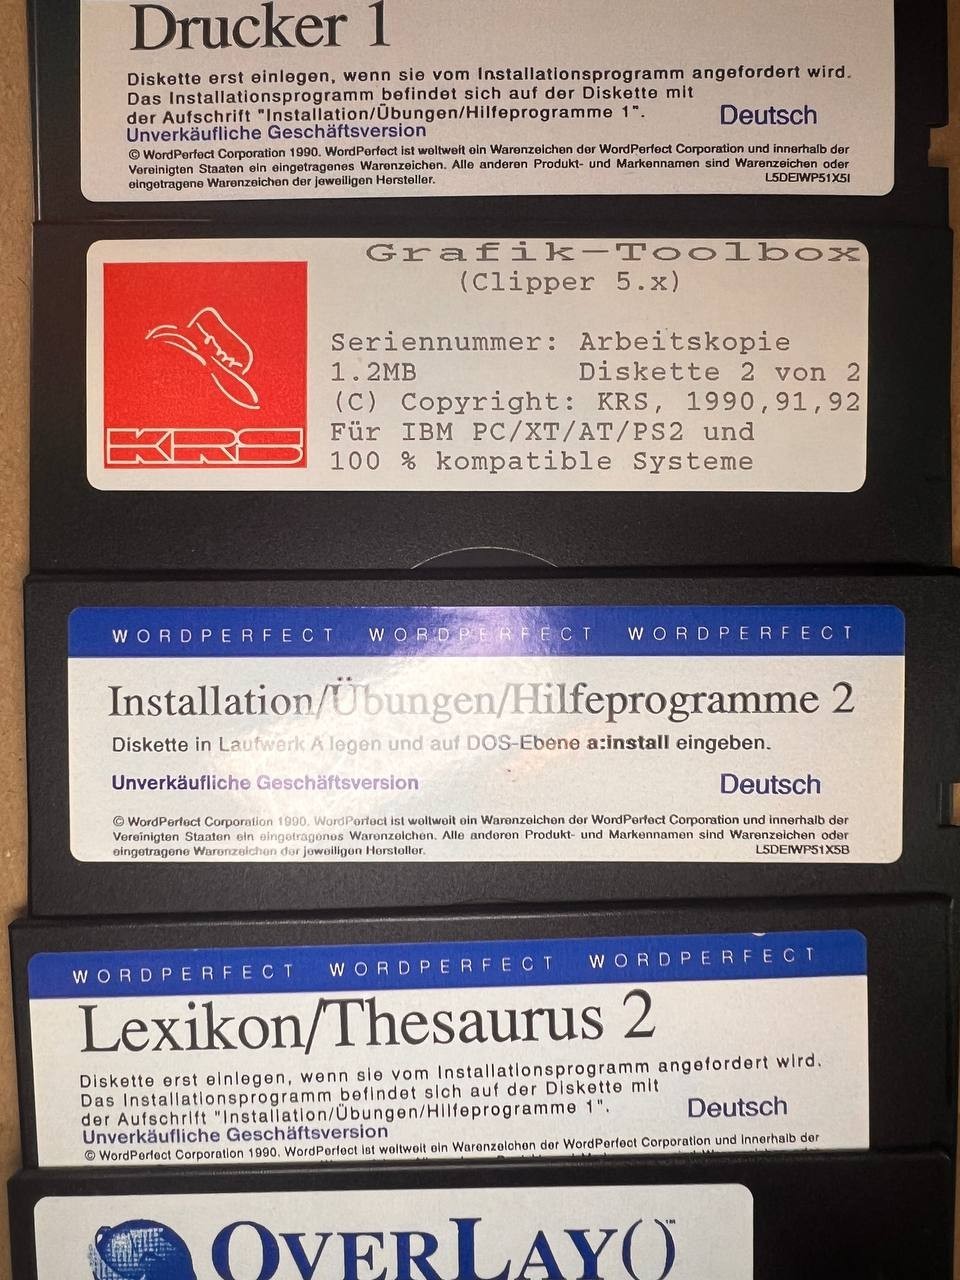 Drucker 1
Diskette erst einlegen, wenn sie vom Installationsprogramm angefordert wird.
Das Installationsprogramm befindet sich auf der Diskette mit
der Aufschrift "Installation/Übungen/Hilfeprogramme 1".
Deutsch
Unverkäufliche Geschäftsversion
© WordPerfect Corporation 1990. WordPerfect ist weltweit ein Warenzeichen der WordPerfect Corporation und innerhalb der
Vereinigten Staaten ein eingetragenes Warenzeichen. Alle anderen Produkt- und Markennamen sind Warenzeichen oder
eingetragene Warenzeichen der jeweiligen Hersteller.
L5DEIWP51X5I
Grafik-Toolbox
(Clipper 5.x)
Seriennummer: Arbeitskopie
1.2MB Diskette 2 von 2
(C) Copyright: KRS, 1990,91,92
Für IBM PC/XT/AT/PS2 und
100 % kompatible Systeme
KRS
WORDPERFECT WORDPERFECT WORDPERFECT
Installation/Übungen/Hilfeprogramme 2
Diskette in Laufwerk A legen und auf DOS-Ebene a:install eingeben.
Unverkäufliche Geschäftsversion
Deutsch
© WordPerfect Corporation 1990. WordPerfect ist weltweit ein Warenzeichen der WordPerfect Corporation und innerhalb der
Vereinigten Staaten ein eingetragenes Warenzeichen. Alle anderen Produkt- und Markennamen sind Warenzeichen oder
eingetragene Warenzeichen der jeweiligen Hersteller.
L5DEIWP51X5B
WORDPERFECT WORDPERFECT WORDPERFECT
Lexikon/Thesaurus 2
Diskette erst einlegen, wenn sie vom Installationsprogramm angefordert wird.
Das Installationsprogramm befindet sich auf der Diskette mit
der Aufschrift "Installation/Übungen/Hilfeprogramme 1".
Deutsch
Unverkäufliche Geschäftsversion
© WordPerfect Corporation 1990. WordPerfect ist weltweit ein Warenzeichen der WordPerfect Corporation und innerhalb der
OVERLAY()™